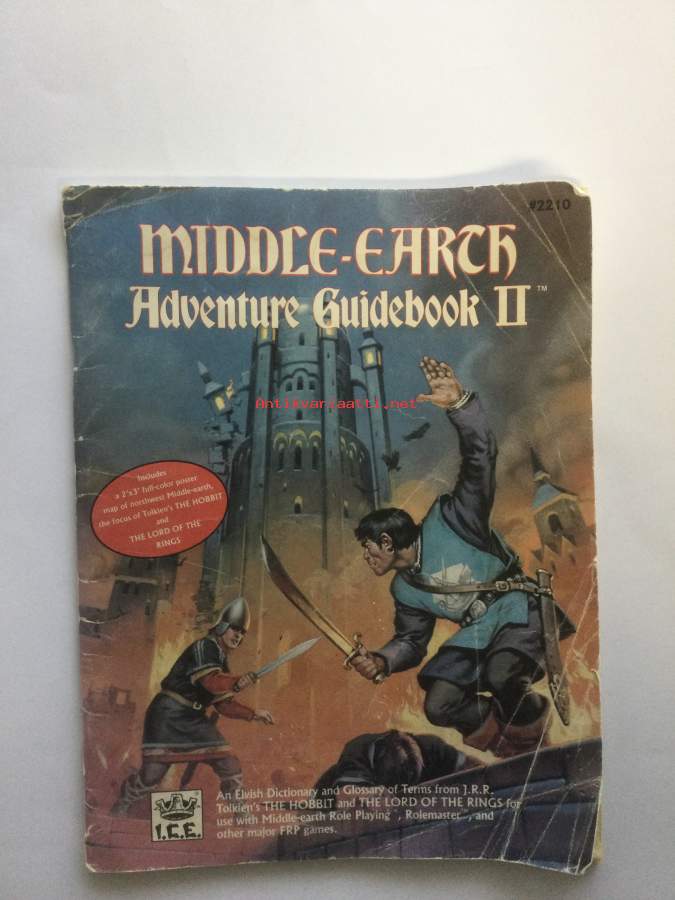 #2210
MIDDLE-EARTH
Adventure Guidebook II™
Antikvariaatti.net
Includes
a 2'x3' full-color poster
map of northwest Middle-earth,
the focus of Tolkien's THE HOBBIT
and
THE LORD OF THE
RINGS
An Elvish Dictionary and Glossary of Terms from J.R.R.
Tolkien's THE HOBBIT and THE LORD OF THE RINGS for
use with Middle-earth Role Playing™, Rolemaster™, and
other major FRP games.
I.C.E.